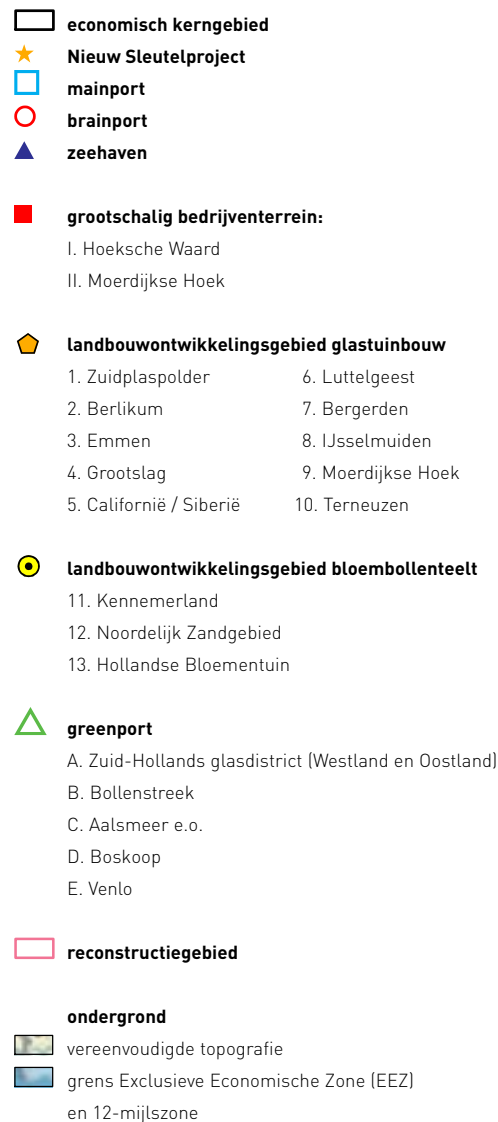 economisch kerngebied
Nieuw Sleutelproject
mainport
brainport
zeehaven
grootschalig bedrijventerrein:
I. Hoeksche Waard
II. Moerdijkse Hoek
landbouwontwikkelingsgebied glastuinbouw
1. Zuidplaspolder 6. Luttelgeest
2. Berlikum 7. Bergerden
3. Emmen 8. IJsselmuiden
4. Grootslag 9. Moerdijkse Hoek
5. Californië / Siberië 10. Terneuzen
landbouwontwikkelingsgebied bloembollenteelt
11. Kennemerland
12. Noordelijk Zandgebied
13. Hollandse Bloementuin
greenport
A. Zuid-Hollands glasdistrict (Westland en Oostland)
B. Bollenstreek
C. Aalsmeer e.o.
D. Boskoop
E. Venlo
reconstructiegebied
ondergrond
vereenvoudigde topografie
grens Exclusieve Economische Zone (EEZ)
en 12-mijlszone